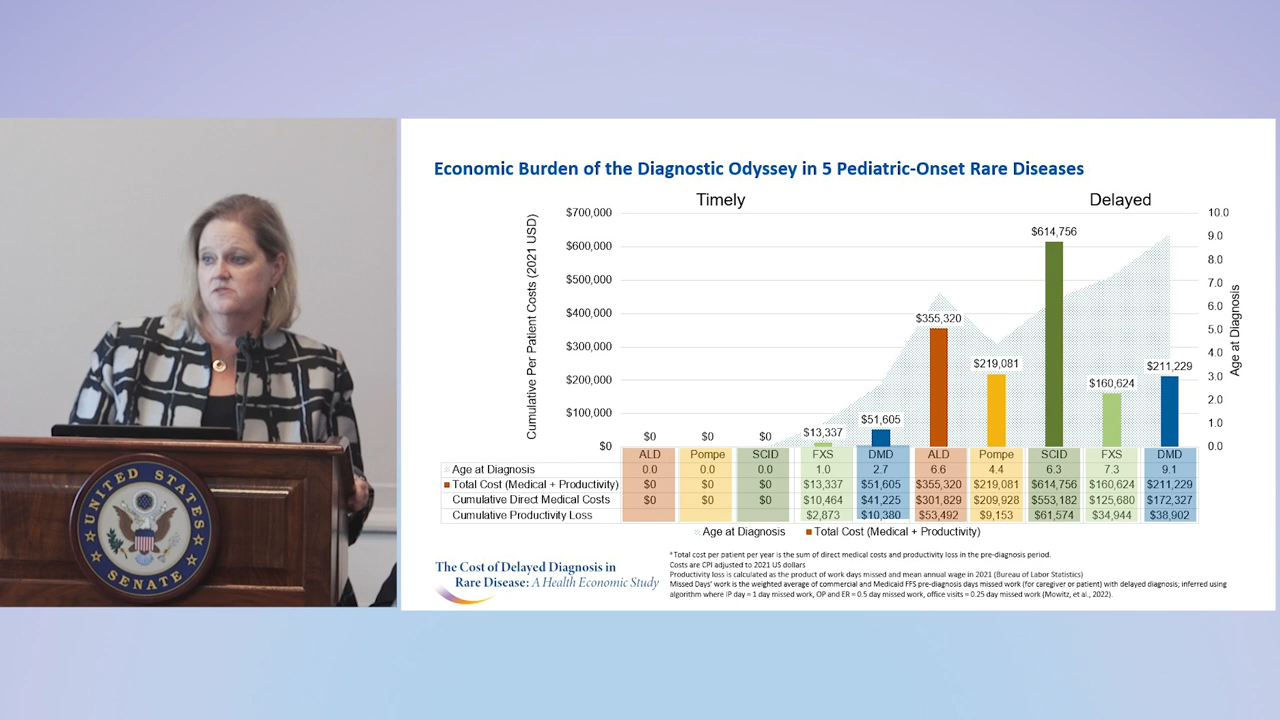 Economic Burden of the Diagnostic Odyssey in 5 Pediatric-Onset Rare Diseases
Timely
Delayed
Cumulative Per Patient Costs (2021 USD)
$700,000
$600,000
$500,000
$400,000
$300,000
$200,000
$100,000
$0
$0
$0
$0
$13,337
$51,605
$355,320
$219,081
$614,756
$160,624
$211,229
10.0
9.0
8.0
7.0
6.0
5.0
4.0
3.0
2.0
1.0
0.0
Age at Diagnosis
ALD Pompe SCID FXS DMD ALD Pompe SCID FXS DMD
Age at Diagnosis 0.0 0.0 0.0 1.0 2.7 6.6 4.4 6.3 7.3 9.1
Total Cost (Medical + Productivity) $0 $0 $0 $13,337 $51,605 $355,320 $219,081 $614,756 $160,624 $211,229
Cumulative Direct Medical Costs $0 $0 $0 $10,464 $41,225 $301,829 $209,928 $553,182 $125,680 $172,327
Cumulative Productivity Loss $2,873 $10,380 $53,492 $9,153 $61,574 $34,944 $38,902
Age at Diagnosis Total Cost (Medical + Productivity)
The Cost of Delayed Diagnosis in
Rare Disease: A Health Economic Study
ª Total cost per patient per year is the sum of direct medical costs and productivity loss in the pre-diagnosis period.
Costs are CPI adjusted to 2021 US dollars
Productivity loss is calculated as the product of work days missed and mean annual wage in 2021 (Bureau of Labor Statistics)
Missed Days' work is the weighted average of commercial and Medicaid FFS pre-diagnosis days missed work (for caregiver or patient) with delayed diagnosis; inferred using
algorithm where IP day = 1 day missed work, OP and ER = 0.5 day missed work, office visits = 0.25 day missed work (Mowitz, et al., 2022).
UNITED STATES
SENATE